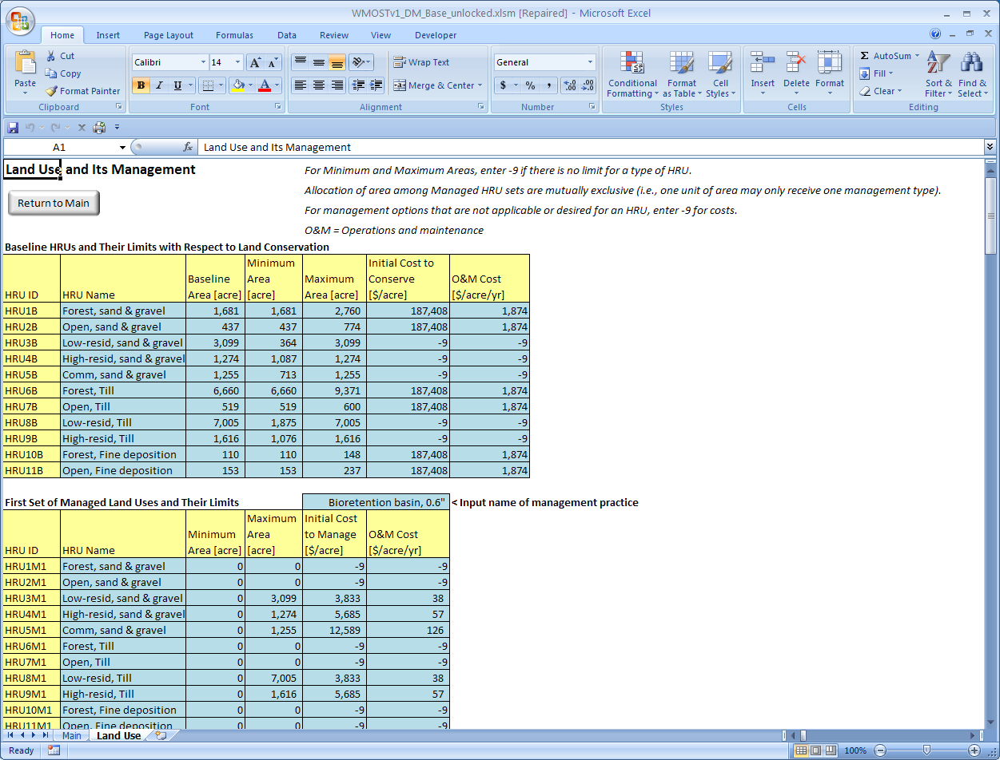 WMOSTv1_DM_Base_unlocked.xlsm [Repaired] - Microsoft Excel
Home Insert Page Layout Formulas Data Review View Developer
Paste Cut Copy Format Painter Clipboard
Calibri 14 A A B I U A Font
Wrap Text Merge & Center Alignment
General $ % , .0 .00 .00 .0 Number
Conditional Formatting Format as Table Cell Styles Styles
Insert Delete Format Cells
Σ AutoSum Fill Clear Sort & Filter Find & Select Editing
A1 fx Land Use and Its Management
Land Use and Its Management
Return to Main
For Minimum and Maximum Areas, enter -9 if there is no limit for a type of HRU.
Allocation of area among Managed HRU sets are mutually exclusive (i.e., one unit of area may only receive one management type).
For management options that are not applicable or desired for an HRU, enter -9 for costs.
O&M = Operations and maintenance
Baseline HRUs and Their Limits with Respect to Land Conservation
HRU ID HRU Name Baseline Area [acre] Minimum Area [acre] Maximum Area [acre] Initial Cost to Conserve [$/acre] O&M Cost [$/acre/yr]
HRU1B Forest, sand & gravel 1,681 1,681 2,760 187,408 1,874
HRU2B Open, sand & gravel 437 437 774 187,408 1,874
HRU3B Low-resid, sand & gravel 3,099 364 3,099 -9 -9
HRU4B High-resid, sand & gravel 1,274 1,087 1,274 -9 -9
HRU5B Comm, sand & gravel 1,255 713 1,255 -9 -9
HRU6B Forest, Till 6,660 6,660 9,371 187,408 1,874
HRU7B Open, Till 519 519 600 187,408 1,874
HRU8B Low-resid, Till 7,005 1,875 7,005 -9 -9
HRU9B High-resid, Till 1,616 1,076 1,616 -9 -9
HRU10B Forest, Fine deposition 110 110 148 187,408 1,874
HRU11B Open, Fine deposition 153 153 237 187,408 1,874
First Set of Managed Land Uses and Their Limits Bioretention basin, 0.6" < Input name of management practice
HRU ID HRU Name Minimum Area [acre] Maximum Area [acre] Initial Cost to Manage [$/acre] O&M Cost [$/acre/yr]
HRU1M1 Forest, sand & gravel 0 0 -9 -9
HRU2M1 Open, sand & gravel 0 0 -9 -9
HRU3M1 Low-resid, sand & gravel 0 3,099 3,833 38
HRU4M1 High-resid, sand & gravel 0 1,274 5,685 57
HRU5M1 Comm, sand & gravel 0 1,255 12,589 126
HRU6M1 Forest, Till 0 0 -9 -9
HRU7M1 Open, Till 0 0 -9 -9
HRU8M1 Low-resid, Till 0 7,005 3,833 38
HRU9M1 High-resid, Till 0 1,616 5,685 57
HRU10M1 Forest, Fine deposition 0 0 -9 -9
HRU11M1 Open, Fine deposition 0 0 -9 -9
Main Land Use
Ready 100%